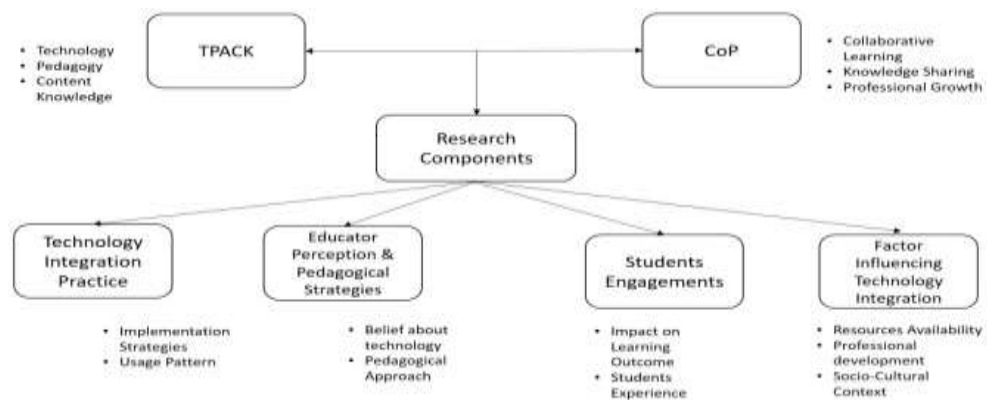 TPACK
• Technology
• Pedagogy
• Content
Knowledge
CoP
• Collaborative
Learning
• Knowledge Sharing
• Professional Growth
Research
Components
Technology
Integration
Practice
• Implementation
Strategies
• Usage Pattern
Educator
Perception &
Pedagogical
Strategies
• Belief about
technology
• Pedagogical
Approach
Students
Engagements
• Impact on
Learning
Outcome
• Students
Experience
Factor
Influencing
Technology
Integration
• Resources Availability
• Professional
development
• Socio-Cultural
Context